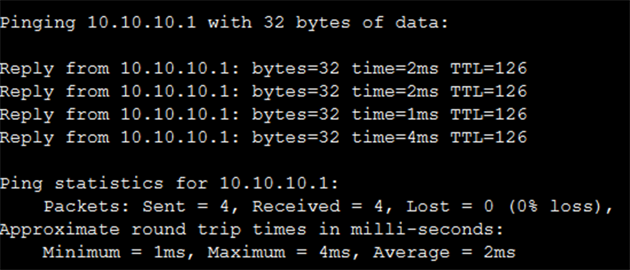 Pinging 10.10.10.1 with 32 bytes of data:
Reply from 10.10.10.1: bytes=32 time=2ms TTL=126
Reply from 10.10.10.1: bytes=32 time=2ms TTL=126
Reply from 10.10.10.1: bytes=32 time=1ms TTL=126
Reply from 10.10.10.1: bytes=32 time=4ms TTL=126
Ping statistics for 10.10.10.1:
Packets: Sent = 4, Received = 4, Lost = 0 (0% loss),
Approximate round trip times in milli-seconds:
Minimum = 1ms, Maximum = 4ms, Average = 2ms